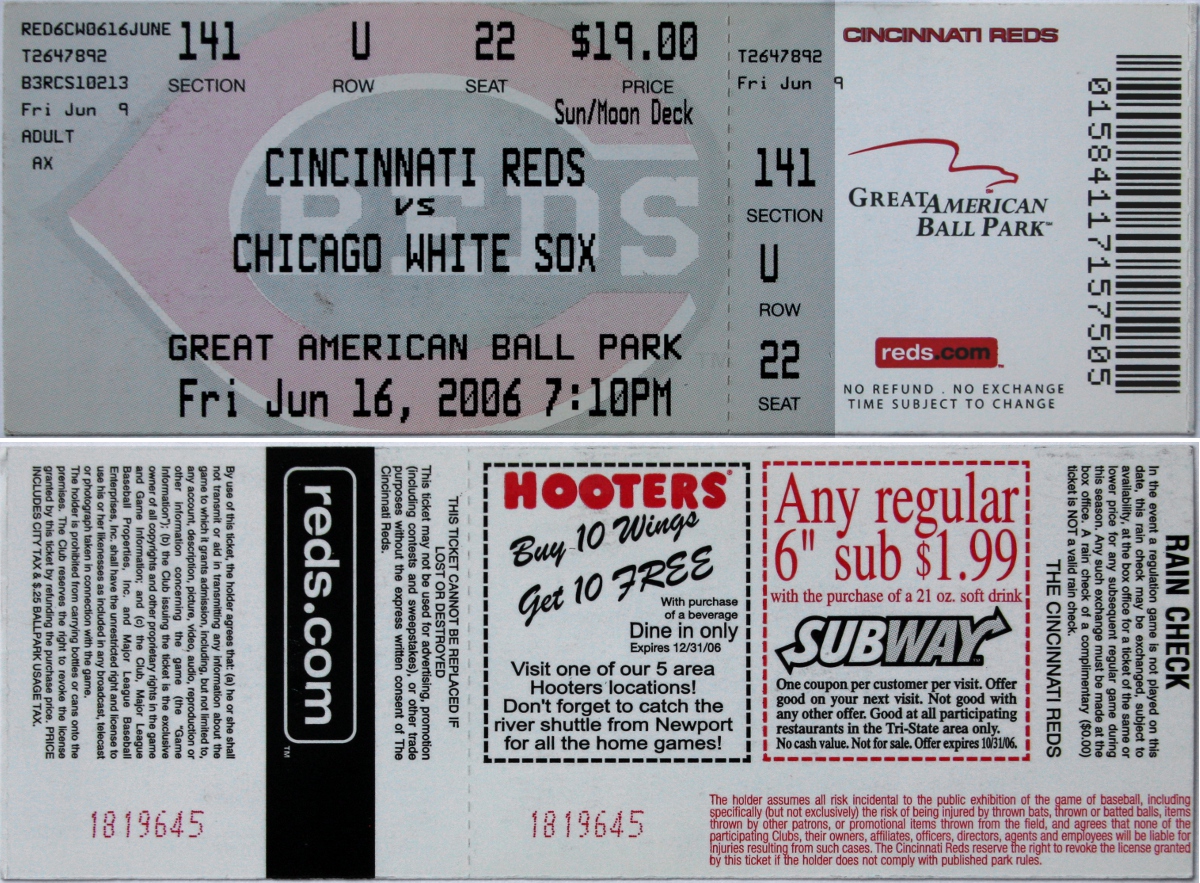 RED6CW0616JUNE
T2647892
B3RCS10213
Fri Jun 9
ADULT
AX
141 U 22 $19.00
SECTION ROW SEAT PRICE
Sun/Moon Deck
CINCINNATI REDS
vs
CHICAGO WHITE SOX
REDS
GREAT AMERICAN BALL PARK
TM
Fri Jun 16, 2006 7:10PM
T2647892
Fri Jun 9
141
SECTION
U
ROW
22
SEAT
CINCINNATI REDS
GREAT AMERICAN
BALL PARK™
reds.com
NO REFUND . NO EXCHANGE
TIME SUBJECT TO CHANGE
01584117157505
By use of this ticket, the holder agrees that: (a) he or she shall
not transmit or aid in transmitting any information about the
game to which it grants admission, including, but not limited to,
any account, description, picture, video, audio, reproduction or
other information concerning the game (the "Game
Information"); (b) the Club issuing the ticket is the exclusive
owner of all copyrights and other proprietary rights in the game
and Game Information; and (c) the Club, Major League
Baseball Properties, Inc. and Major League Baseball
Enterprises, Inc. shall have the unrestricted right and license to
use his or her likenesses as included in any broadcast, telecast
or photograph taken in connection with the game.
The holder is prohibited from carrying bottles or cans onto the
premises. The Club reserves the right to revoke the license
granted by this ticket by refunding the purchase price. PRICE
INCLUDES CITY TAX & $.25 BALLPARK USAGE TAX.
1819645
reds.com™
THIS TICKET CANNOT BE REPLACED IF
LOST OR DESTROYED
This ticket may not be used for advertising, promotion
(including contests and sweepstakes), or other trade
purposes without the express written consent of The
Cincinnati Reds.
HOOTERS®
Buy 10 Wings
Get 10 FREE
With purchase
of a beverage
Dine in only
Expires 12/31/06
Visit one of our 5 area
Hooters locations!
Don't forget to catch the
river shuttle from Newport
for all the home games!
1819645
Any regular
6" sub $1.99
with the purchase of a 21 oz. soft drink
SUBWAY™
One coupon per customer per visit. Offer
good on your next visit. Not good with
any other offer. Good at all participating
restaurants in the Tri-State area only.
No cash value. Not for sale. Offer expires 10/31/06.
RAIN CHECK
In the event a regulation game is not played on this
date, this rain check may be exchanged, subject to
availability, at the box office for a ticket of the same or
lower price for any subsequent regular game during
this season. Any such exchange must be made at the
box office. A rain check of a complimentary ($0.00)
ticket is NOT a valid rain check.
THE CINCINNATI REDS
The holder assumes all risk incidental to the public exhibition of the game of baseball, including
specifically (but not exclusively) the risk of being injured by thrown bats, thrown or batted balls, items
thrown by other patrons, or promotional items thrown from the field, and agrees that none of the
participating Clubs, their owners, affiliates, officers, directors, agents and employees will be liable for
injuries resulting from such cases. The Cincinnati Reds reserve the right to revoke the license granted
by this ticket if the holder does not comply with published park rules.